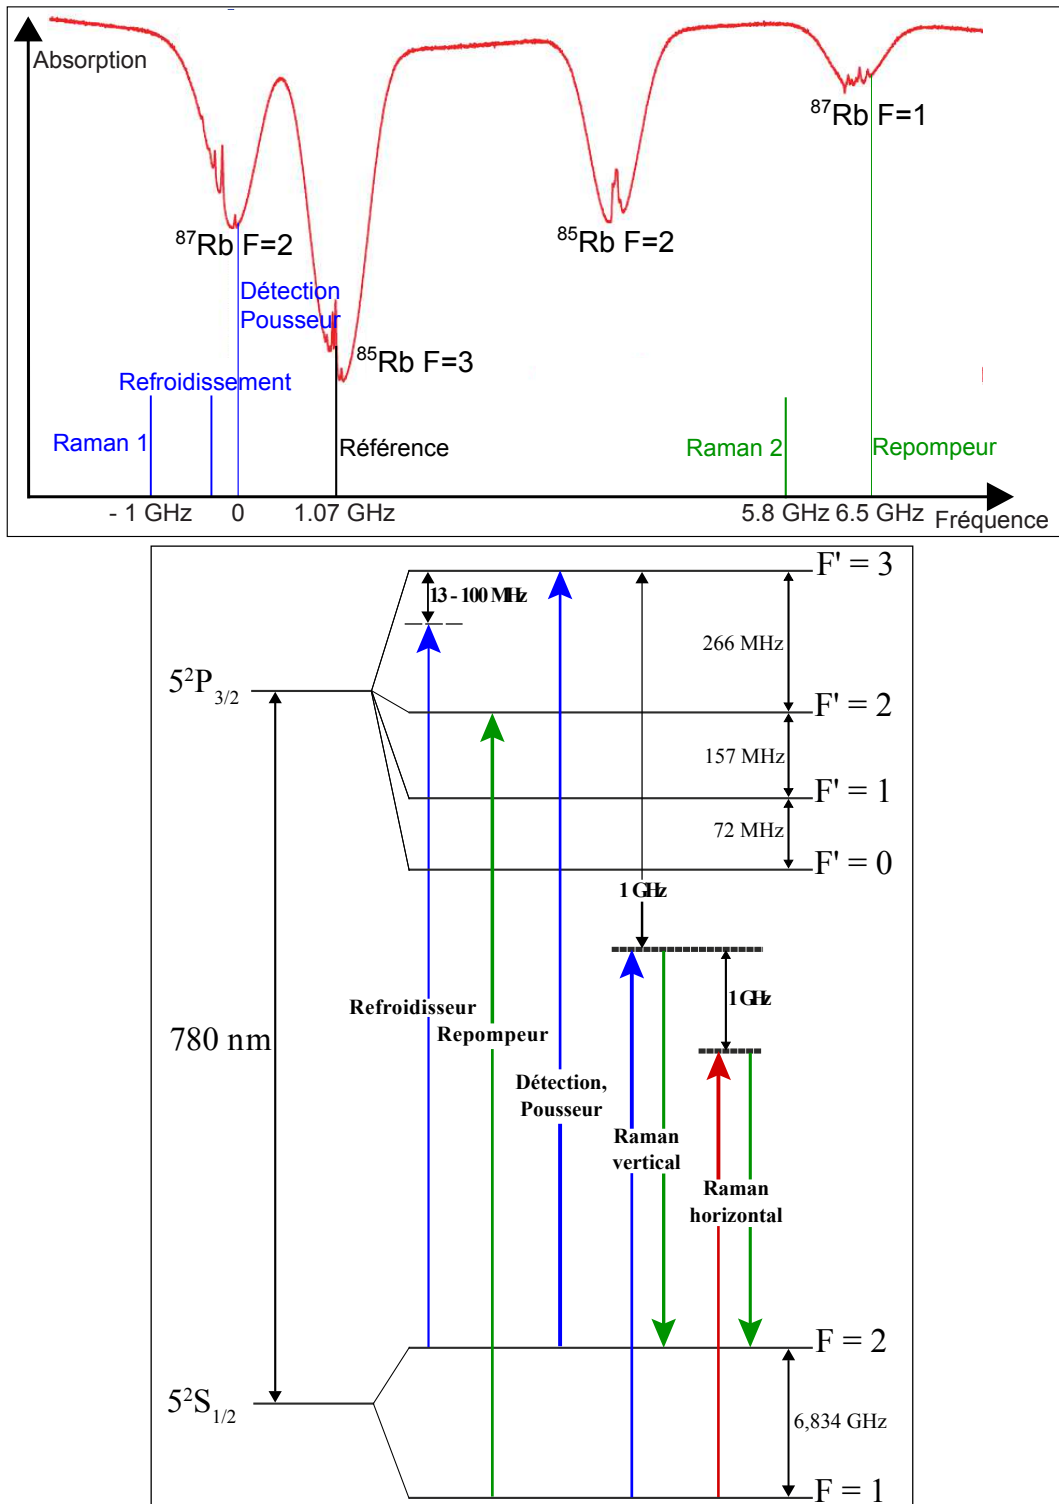 Absorption
⁸⁷Rb F=1
⁸⁷Rb F=2
⁸⁵Rb F=2
Détection
Pousseur
⁸⁵Rb F=3
Refroidissement
Raman 1
Référence
Raman 2
Repompeur
- 1 GHz
0
1.07 GHz
5.8 GHz
6.5 GHz
Fréquence
F' = 3
13 - 100 MHz
266 MHz
5²P₃/₂
F' = 2
157 MHz
F' = 1
72 MHz
F' = 0
1 GHz
1 GHz
Refroidisseur
Repompeur
780 nm
Détection,
Pousseur
Raman
vertical
Raman
horizontal
F = 2
5²S₁/₂
6,834 GHz
F = 1